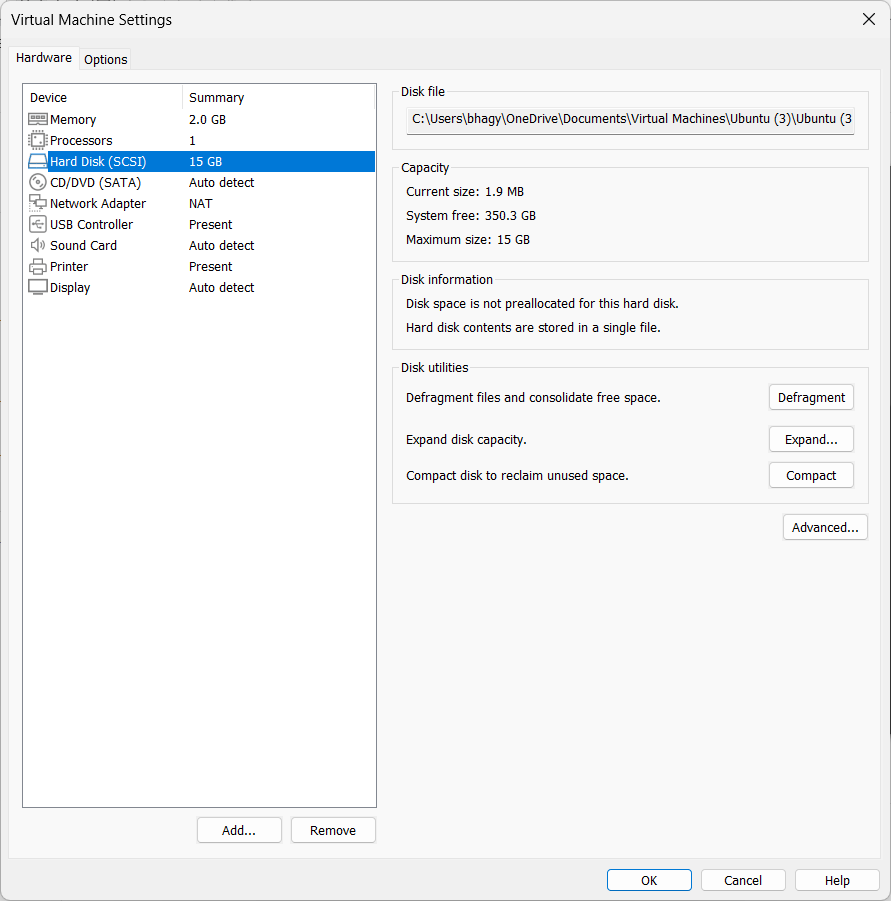 Virtual Machine Settings
Hardware Options
Device Summary
Memory 2.0 GB
Processors 1
Hard Disk (SCSI) 15 GB
CD/DVD (SATA) Auto detect
Network Adapter NAT
USB Controller Present
Sound Card Auto detect
Printer Present
Display Auto detect
Add... Remove
Disk file
C:\Users\bhagy\OneDrive\Documents\Virtual Machines\Ubuntu (3)\Ubuntu (3
Capacity
Current size: 1.9 MB
System free: 350.3 GB
Maximum size: 15 GB
Disk information
Disk space is not preallocated for this hard disk.
Hard disk contents are stored in a single file.
Disk utilities
Defragment files and consolidate free space. Defragment
Expand disk capacity. Expand...
Compact disk to reclaim unused space. Compact
Advanced...
OK Cancel Help